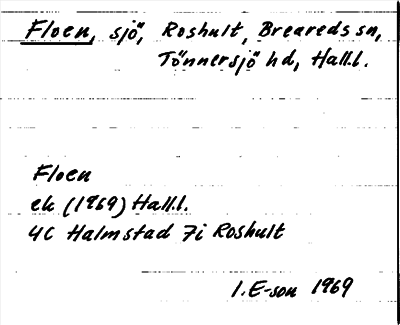 Floen, sjö, Roshult, Breareds sn,
Tönnersjö hd, Hall.l.
Floen
ek (1969) Hall.l.
4C Halmstad 7i Roshult
I.E-son 1969